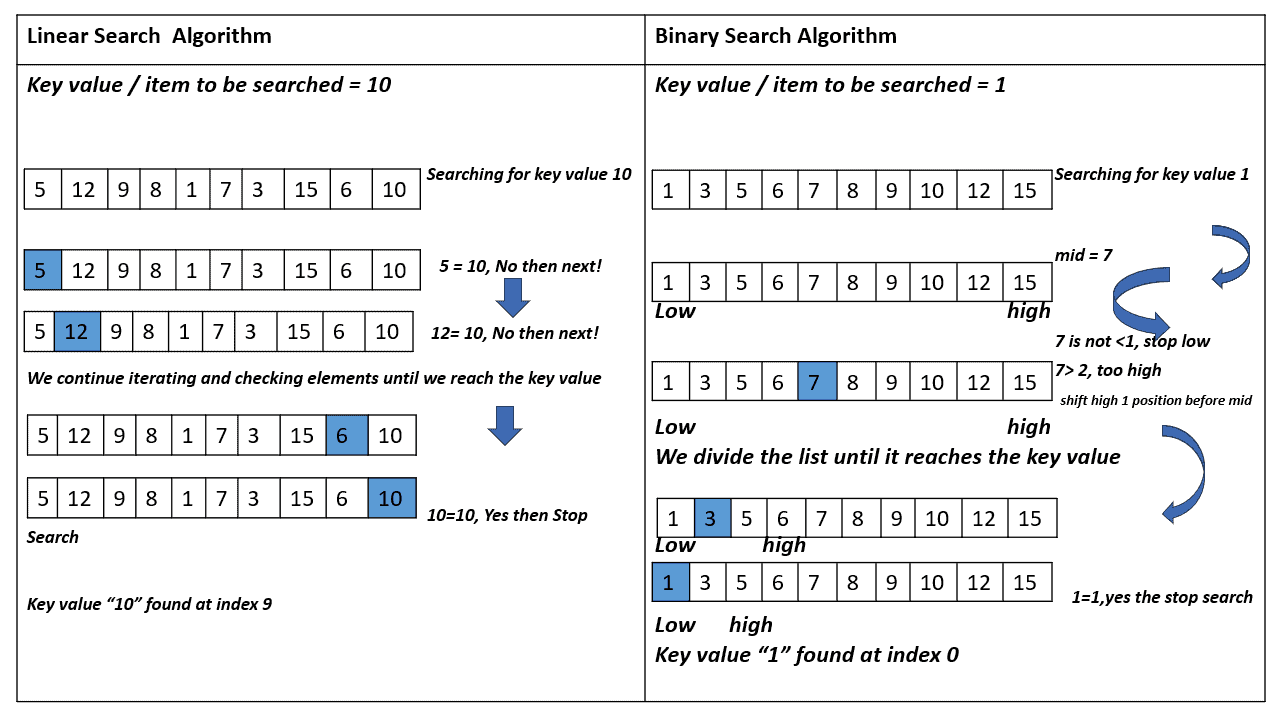 Linear Search Algorithm
Key value / item to be searched = 10
5 12 9 8 1 7 3 15 6 10
Searching for key value 10
5 12 9 8 1 7 3 15 6 10
5 = 10, No then next!
5 12 9 8 1 7 3 15 6 10
12= 10, No then next!
We continue iterating and checking elements until we reach the key value
5 12 9 8 1 7 3 15 6 10
5 12 9 8 1 7 3 15 6 10
10=10, Yes then Stop
Search
Key value “10” found at index 9
Binary Search Algorithm
Key value / item to be searched = 1
1 3 5 6 7 8 9 10 12 15
Searching for key value 1
mid = 7
1 3 5 6 7 8 9 10 12 15
Low high
7 is not <1, stop low
1 3 5 6 7 8 9 10 12 15
7> 2, too high
shift high 1 position before mid
Low high
We divide the list until it reaches the key value
1 3 5 6 7 8 9 10 12 15
Low high
1 3 5 6 7 8 9 10 12 15
1=1,yes the stop search
Low high
Key value “1” found at index 0